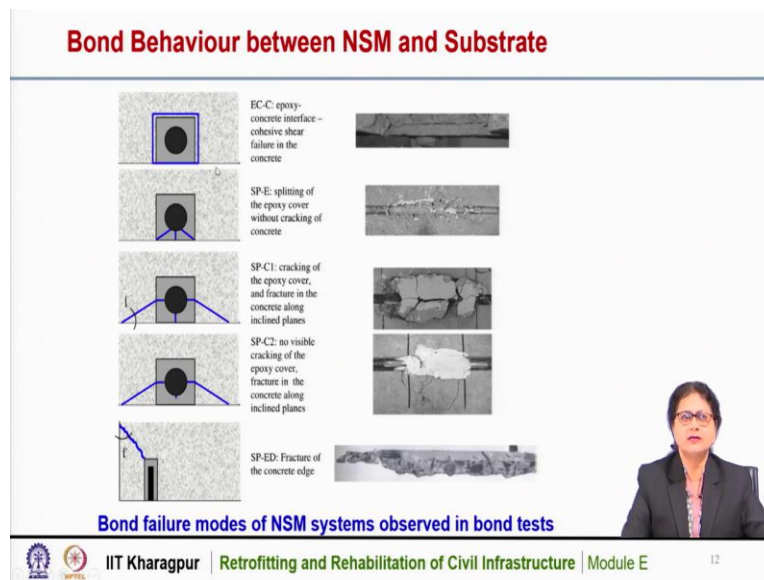 Bond Behaviour between NSM and Substrate
EC-C: epoxy-
concrete interface –
cohesive shear
failure in the
concrete
SP-E: splitting of
the epoxy cover
without cracking of
concrete
SP-C1: cracking of
the epoxy cover,
and fracture in the
concrete along
inclined planes
SP-C2: no visible
cracking of the
epoxy cover,
fracture in the
concrete along
inclined planes
SP-ED: Fracture of
the concrete edge
Bond failure modes of NSM systems observed in bond tests
IIT Kharagpur | Retrofitting and Rehabilitation of Civil Infrastructure | Module E
12
NPTEL